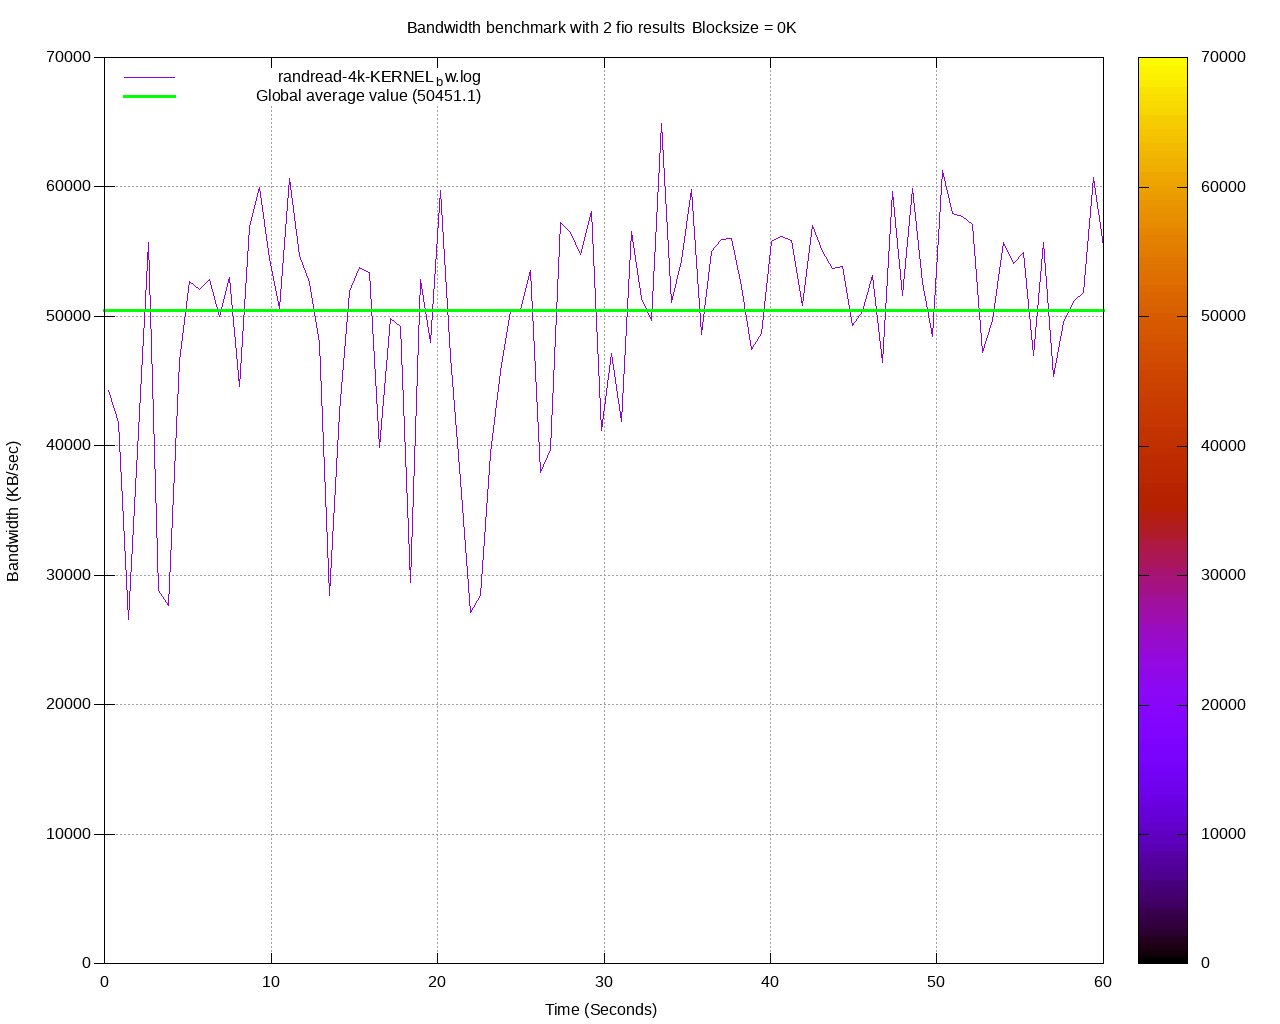 Bandwidth benchmark with 2 fio results Blocksize = 0K
randread-4k-KERNEL_bw.log
Global average value (50451.1)
70000
60000
50000
40000
30000
20000
10000
0
Bandwidth (KB/sec)
0 10 20 30 40 50 60
Time (Seconds)
70000
60000
50000
40000
30000
20000
10000
0